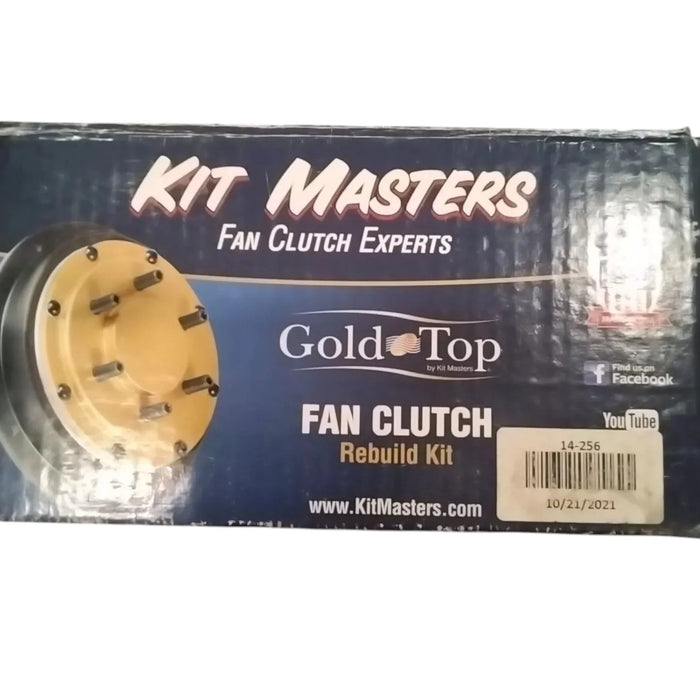 KIT MASTERS
FAN CLUTCH EXPERTS
Gold Top
by Kit Masters
FAN CLUTCH
Rebuild Kit
www.KitMasters.com
f Find us on
Facebook
YouTube
14-256
10/21/2021